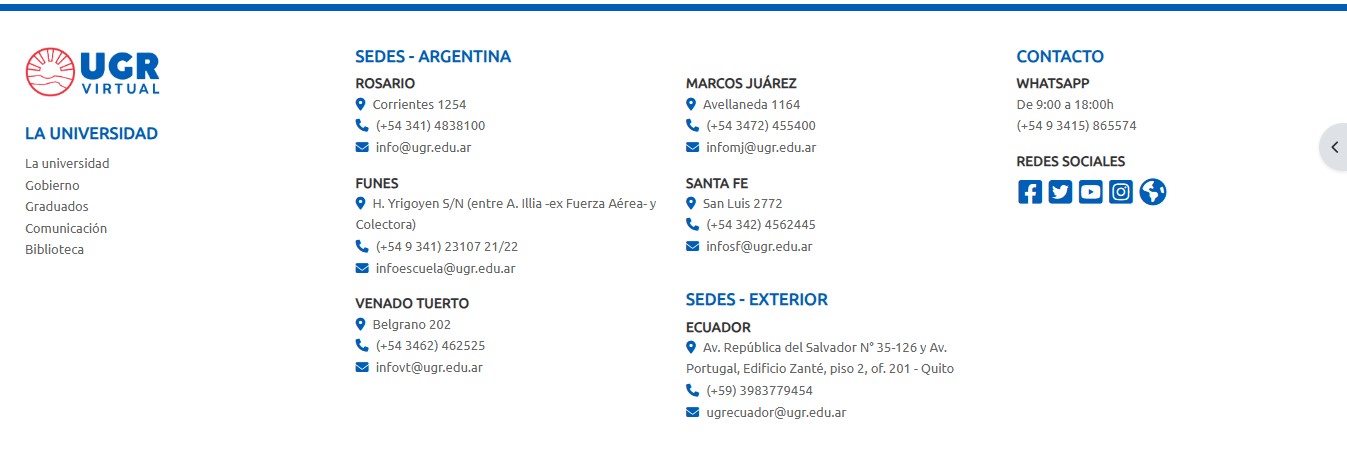 UGR
VIRTUAL
LA UNIVERSIDAD
La universidad
Gobierno
Graduados
Comunicación
Biblioteca
SEDES - ARGENTINA
ROSARIO
Corrientes 1254
(+54 341) 4838100
info@ugr.edu.ar
FUNES
H. Yrigoyen S/N (entre A. Illia -ex Fuerza Aérea- y
Colectora)
(+54 9 341) 23107 21/22
infoescuela@ugr.edu.ar
VENADO TUERTO
Belgrano 202
(+54 3462) 462525
infovt@ugr.edu.ar
MARCOS JUÁREZ
Avellaneda 1164
(+54 3472) 455400
infomj@ugr.edu.ar
SANTA FE
San Luis 2772
(+54 342) 4562445
infosf@ugr.edu.ar
SEDES - EXTERIOR
ECUADOR
Av. República del Salvador N° 35-126 y Av.
Portugal, Edificio Zanté, piso 2, of. 201 - Quito
(+59) 3983779454
ugrecuador@ugr.edu.ar
CONTACTO
WHATSAPP
De 9:00 a 18:00h
(+54 9 3415) 865574
REDES SOCIALES